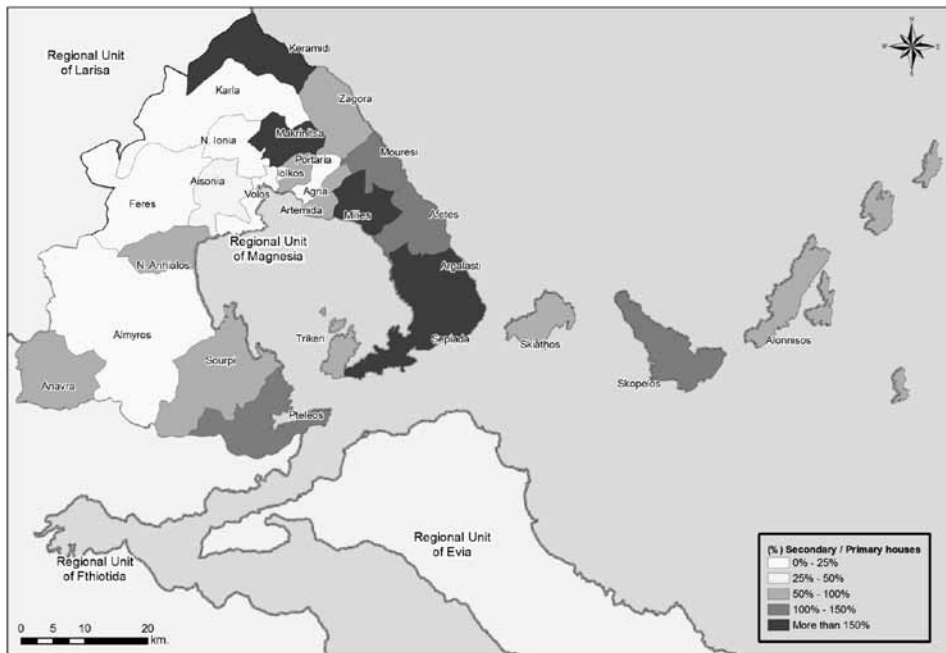 Keramidi
Regional Unit
of Larisa
Karla
Zagora
Makrinitsa
N. Ionia
Mouresi
Portaria
Iolkos
Aisonia
Volos
Agria
Feres
Artemida
Milies
Afetes
Regional Unit
of Magnesia
N. Anhialos
Argalasti
Almyros
Trikeri
Sipiada
Skiathos
Alonnisos
Sourpi
Anavra
Skopelos
Pteleos
Regional Unit
of Evia
Regional Unit
of Fthiotida
(%) Secondary / Primary houses
0% - 25%
25% - 50%
50% - 100%
100% - 150%
More than 150%
0 5 10 20
km.